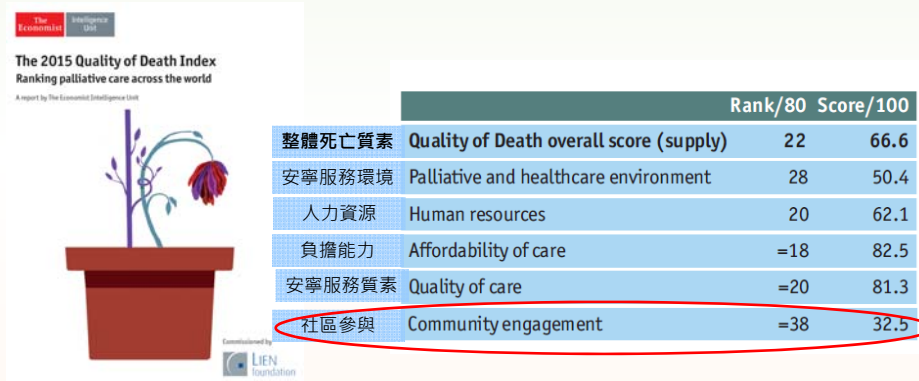 The Economist
Intelligence Unit
The 2015 Quality of Death Index
Ranking palliative care across the world
A report by The Economist Intelligence Unit
Commissioned by
LIEN foundation
Rank/80 Score/100
整體死亡質素 Quality of Death overall score (supply) 22 66.6
安寧服務環境 Palliative and healthcare environment 28 50.4
人力資源 Human resources 20 62.1
負擔能力 Affordability of care =18 82.5
安寧服務質素 Quality of care =20 81.3
社區參與 Community engagement =38 32.5